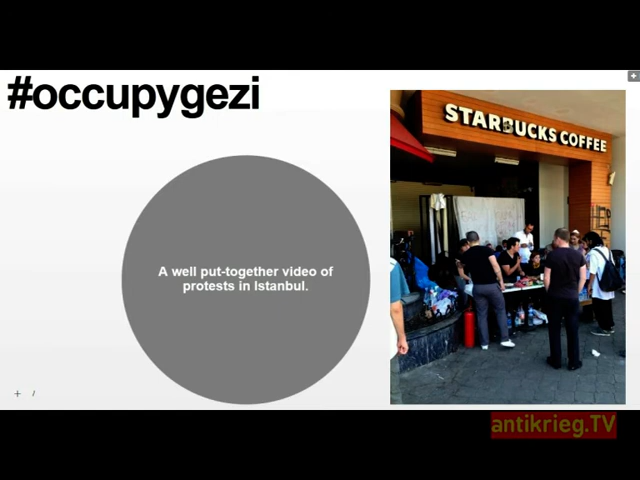 #occupygezi
STARBUCKS COFFEE
A well put-together video of
protests in Istanbul.
+ /
antikrieg.TV